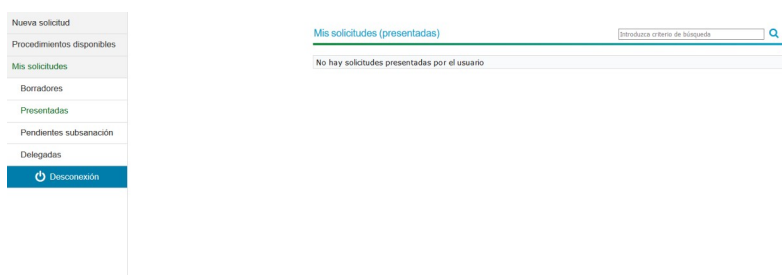 Nueva solicitud
Procedimientos disponibles
Mis solicitudes
Borradores
Presentadas
Pendientes subsanación
Delegadas
Desconexión
Mis solicitudes (presentadas)
Introduzca criterio de búsqueda
No hay solicitudes presentadas por el usuario